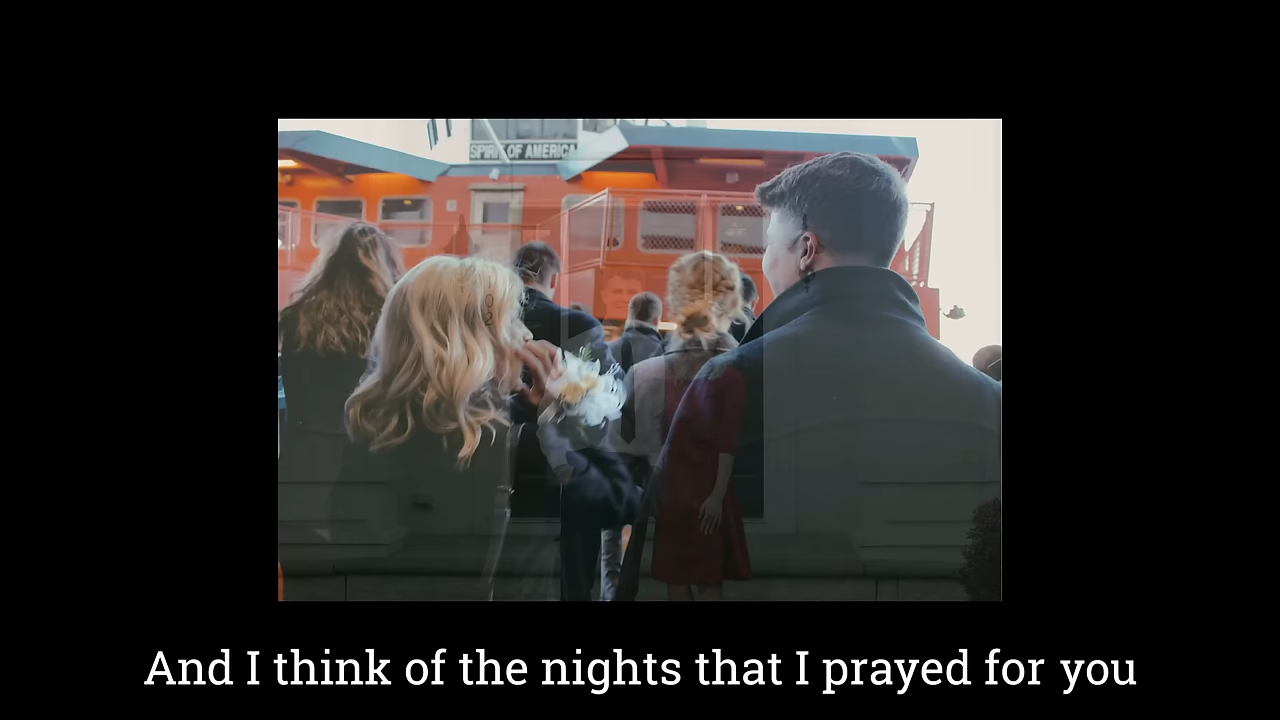 SPIRIT OF AMERICA
And I think of the nights that I prayed for you